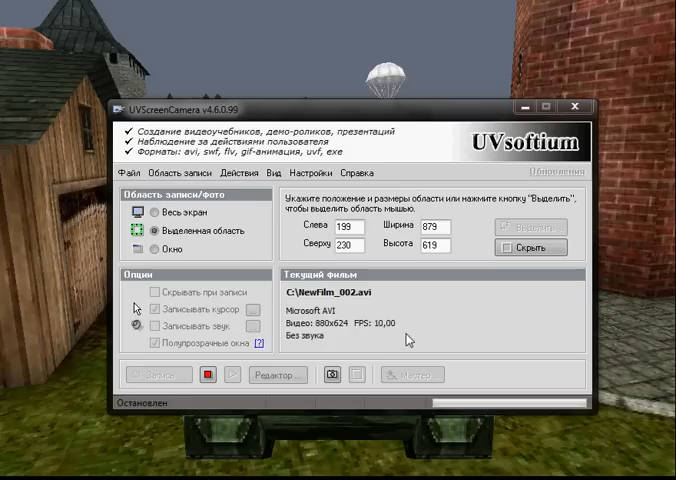 UVScreenCamera v4.6.0.99
Создание видеоучебников, демо-роликов, презентаций
Наблюдение за действиями пользователя
Форматы: avi, swf, flv, gif-анимация, uvf, exe
UVsoftium
Файл Область записи Действия Вид Настройки Справка Обновления
Область записи/фото
Весь экран
Выделенная область
Окно
Укажите положение и размеры области или нажмите кнопку "Выделить",
чтобы выделить область мышью.
Слева 199 Ширина 879 Выделить
Сверху 230 Высота 619 Скрыть
Опции
Скрывать при записи
Записывать курсор ...
Записывать звук ...
Полупрозрачные окна [?]
Текущий фильм
C:\NewFilm_002.avi
Microsoft AVI
Видео: 880x624 FPS: 10,00
Без звука
Запись Редактор ... Мастер
Остановлен